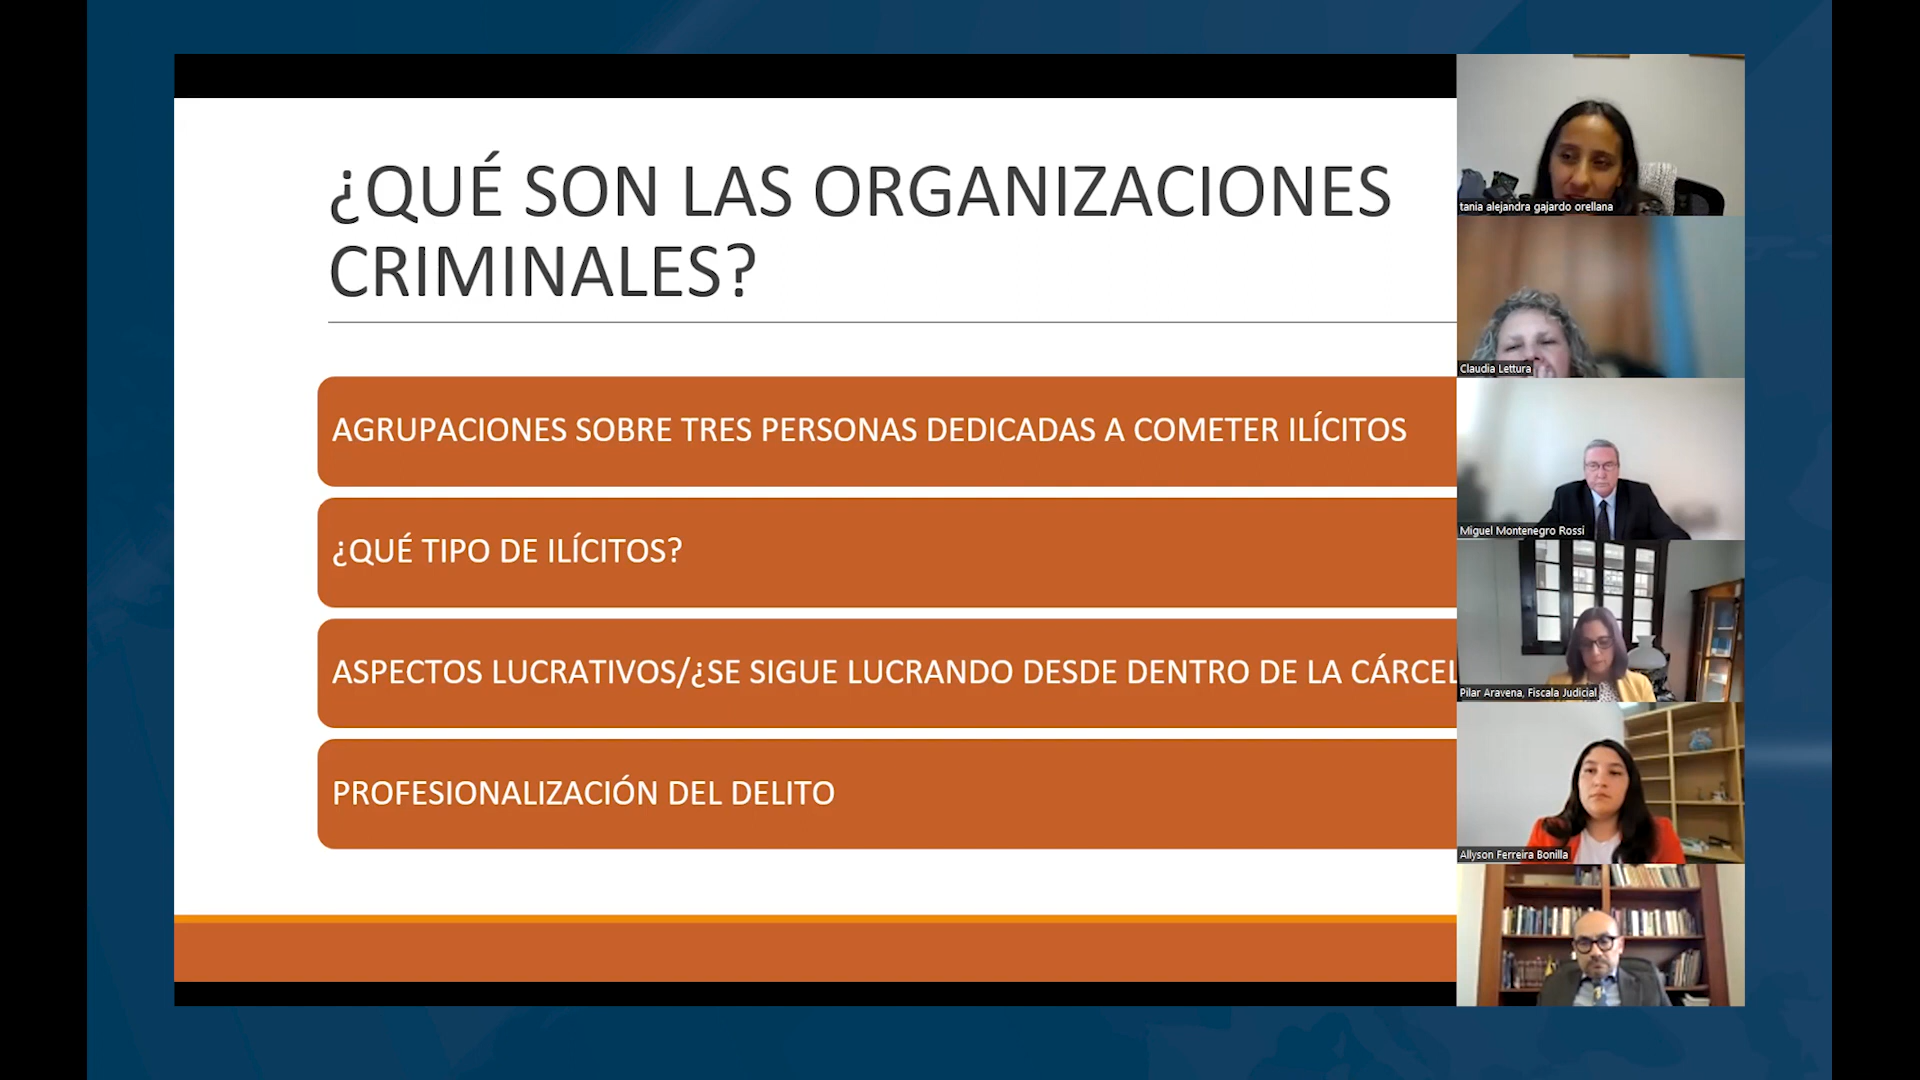 ¿QUÉ SON LAS ORGANIZACIONES
CRIMINALES?
AGRUPACIONES SOBRE TRES PERSONAS DEDICADAS A COMETER ILÍCITOS
¿QUÉ TIPO DE ILÍCITOS?
ASPECTOS LUCRATIVOS/¿SE SIGUE LUCRANDO DESDE DENTRO DE LA CÁRCEL
PROFESIONALIZACIÓN DEL DELITO
tania alejandra gajardo orellana
Claudia Lettura
Miguel Montenegro Rossi
Pilar Aravena, Fiscala Judicial
Allyson Ferreira Bonilla